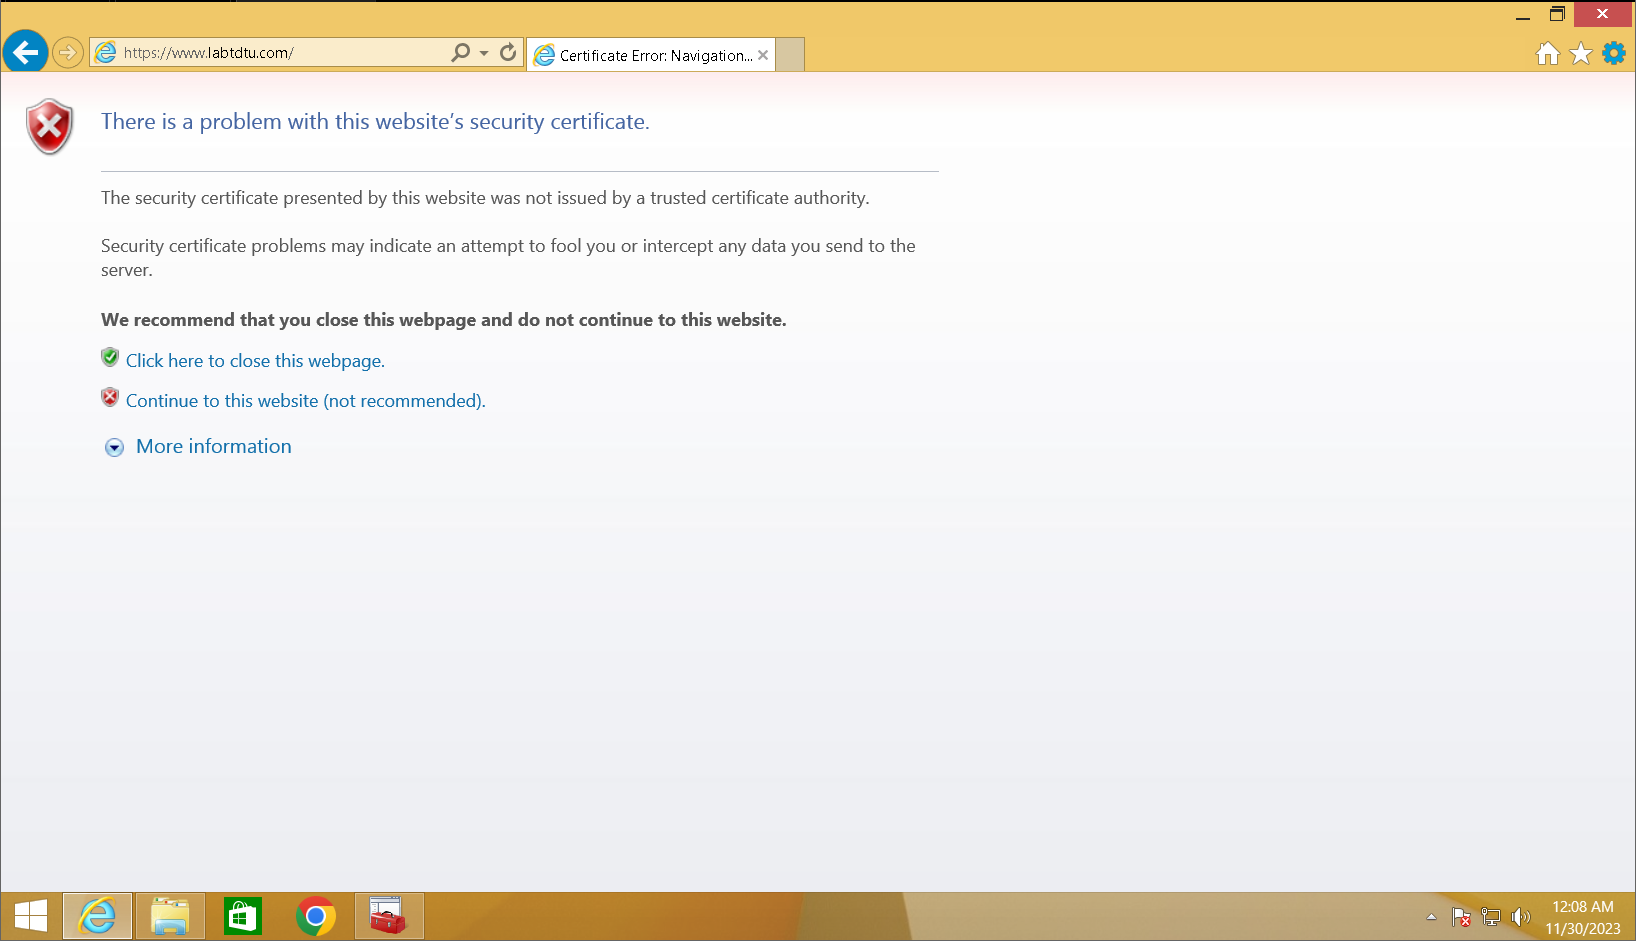 https://www.labtdtu.com/
Certificate Error: Navigation...
There is a problem with this website’s security certificate.
The security certificate presented by this website was not issued by a trusted certificate authority.
Security certificate problems may indicate an attempt to fool you or intercept any data you send to the
server.
We recommend that you close this webpage and do not continue to this website.
Click here to close this webpage.
Continue to this website (not recommended).
More information
12:08 AM
11/30/2023